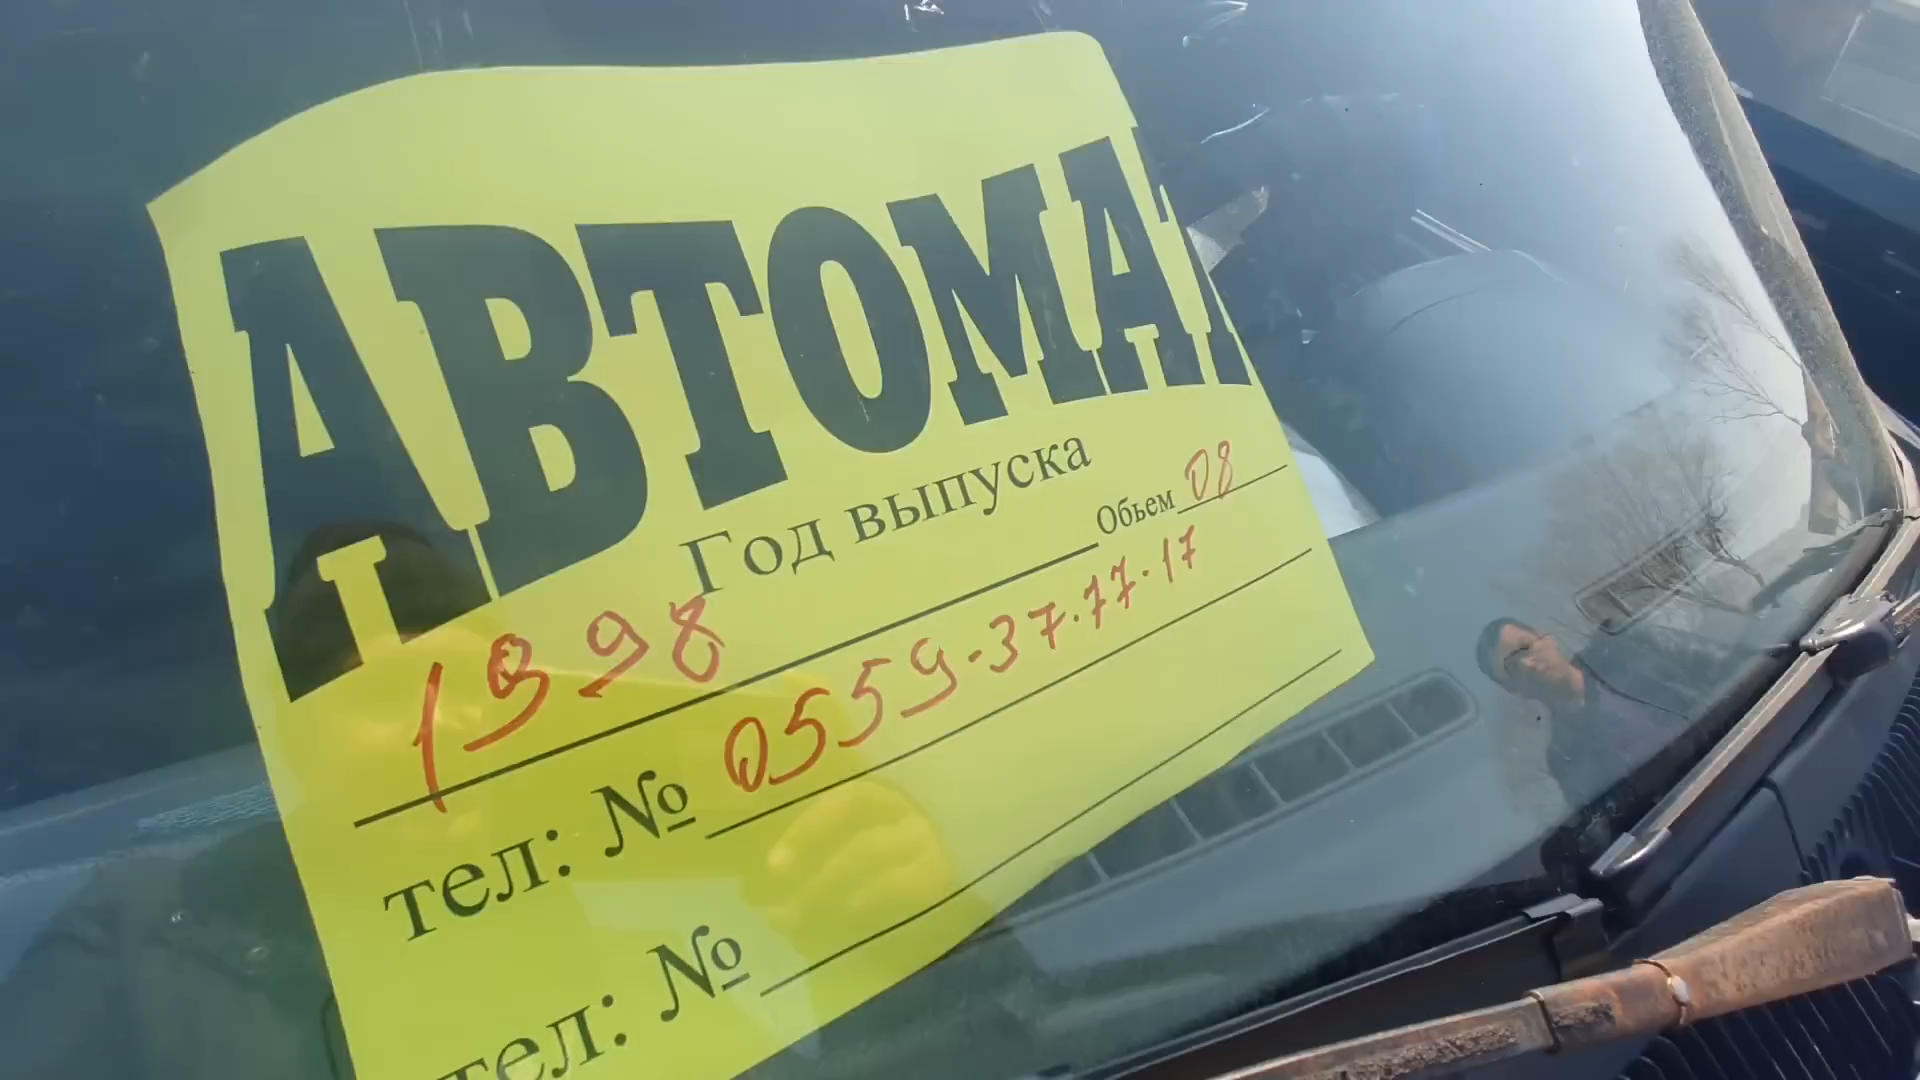 АВТОМАТ
Год выпуска
1998 Обьем 08
тел: № 0559-37.77.17
тел: №